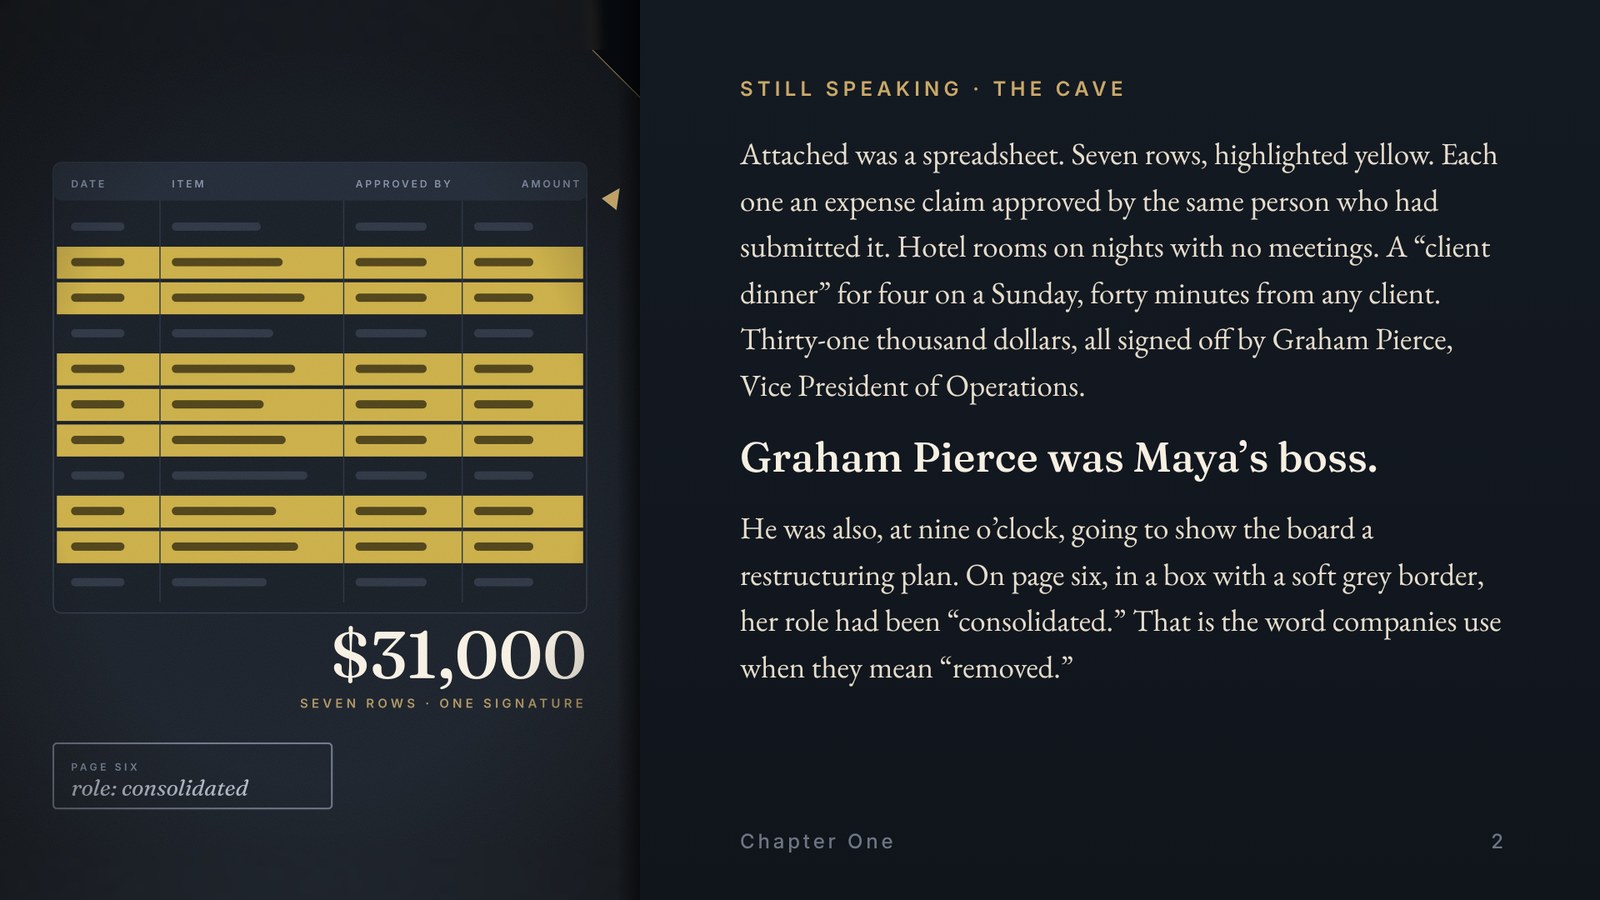 DATE ITEM APPROVED BY AMOUNT
$31,000
SEVEN ROWS · ONE SIGNATURE
PAGE SIX
role: consolidated
STILL SPEAKING · THE CAVE
Attached was a spreadsheet. Seven rows, highlighted yellow. Each
one an expense claim approved by the same person who had
submitted it. Hotel rooms on nights with no meetings. A “client
dinner” for four on a Sunday, forty minutes from any client.
Thirty-one thousand dollars, all signed off by Graham Pierce,
Vice President of Operations.
Graham Pierce was Maya’s boss.
He was also, at nine o’clock, going to show the board a
restructuring plan. On page six, in a box with a soft grey border,
her role had been “consolidated.” That is the word companies use
when they mean “removed.”
Chapter One 2